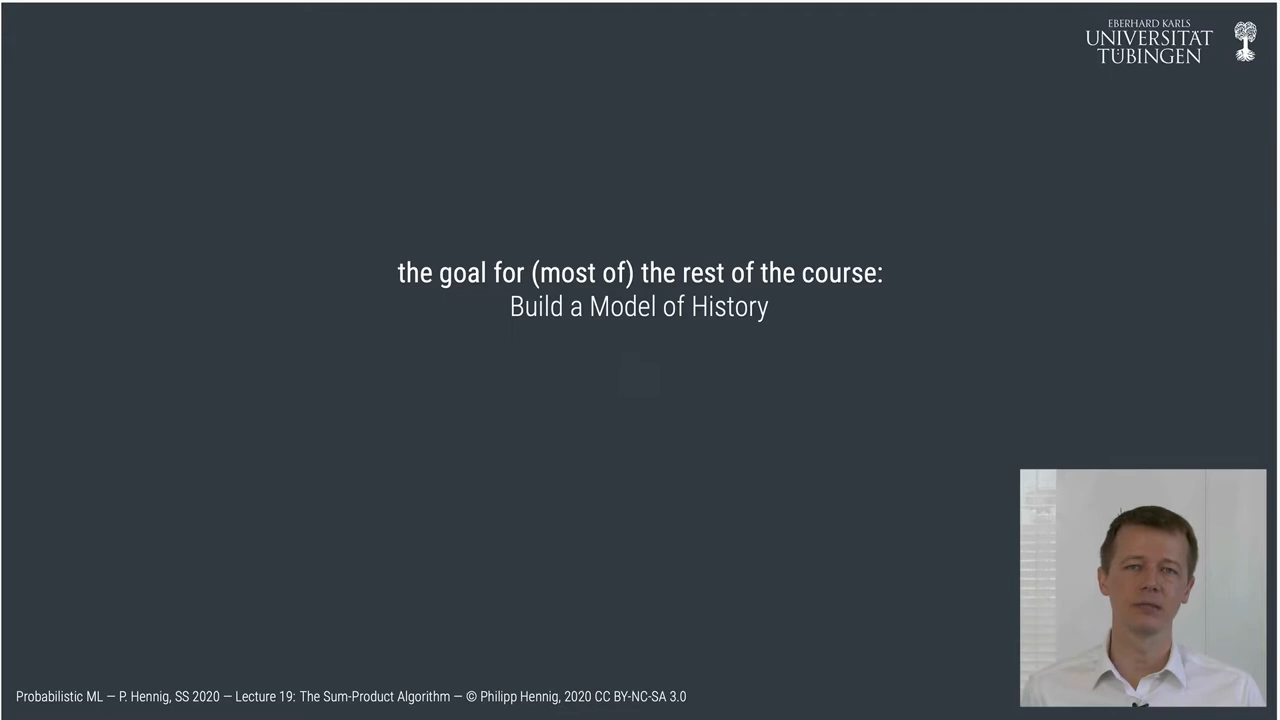 EBERHARD KARLS
UNIVERSITÄT
TÜBINGEN
the goal for (most of) the rest of the course:
Build a Model of History
Probabilistic ML — P. Hennig, SS 2020 — Lecture 19: The Sum-Product Algorithm — © Philipp Hennig, 2020 CC BY-NC-SA 3.0